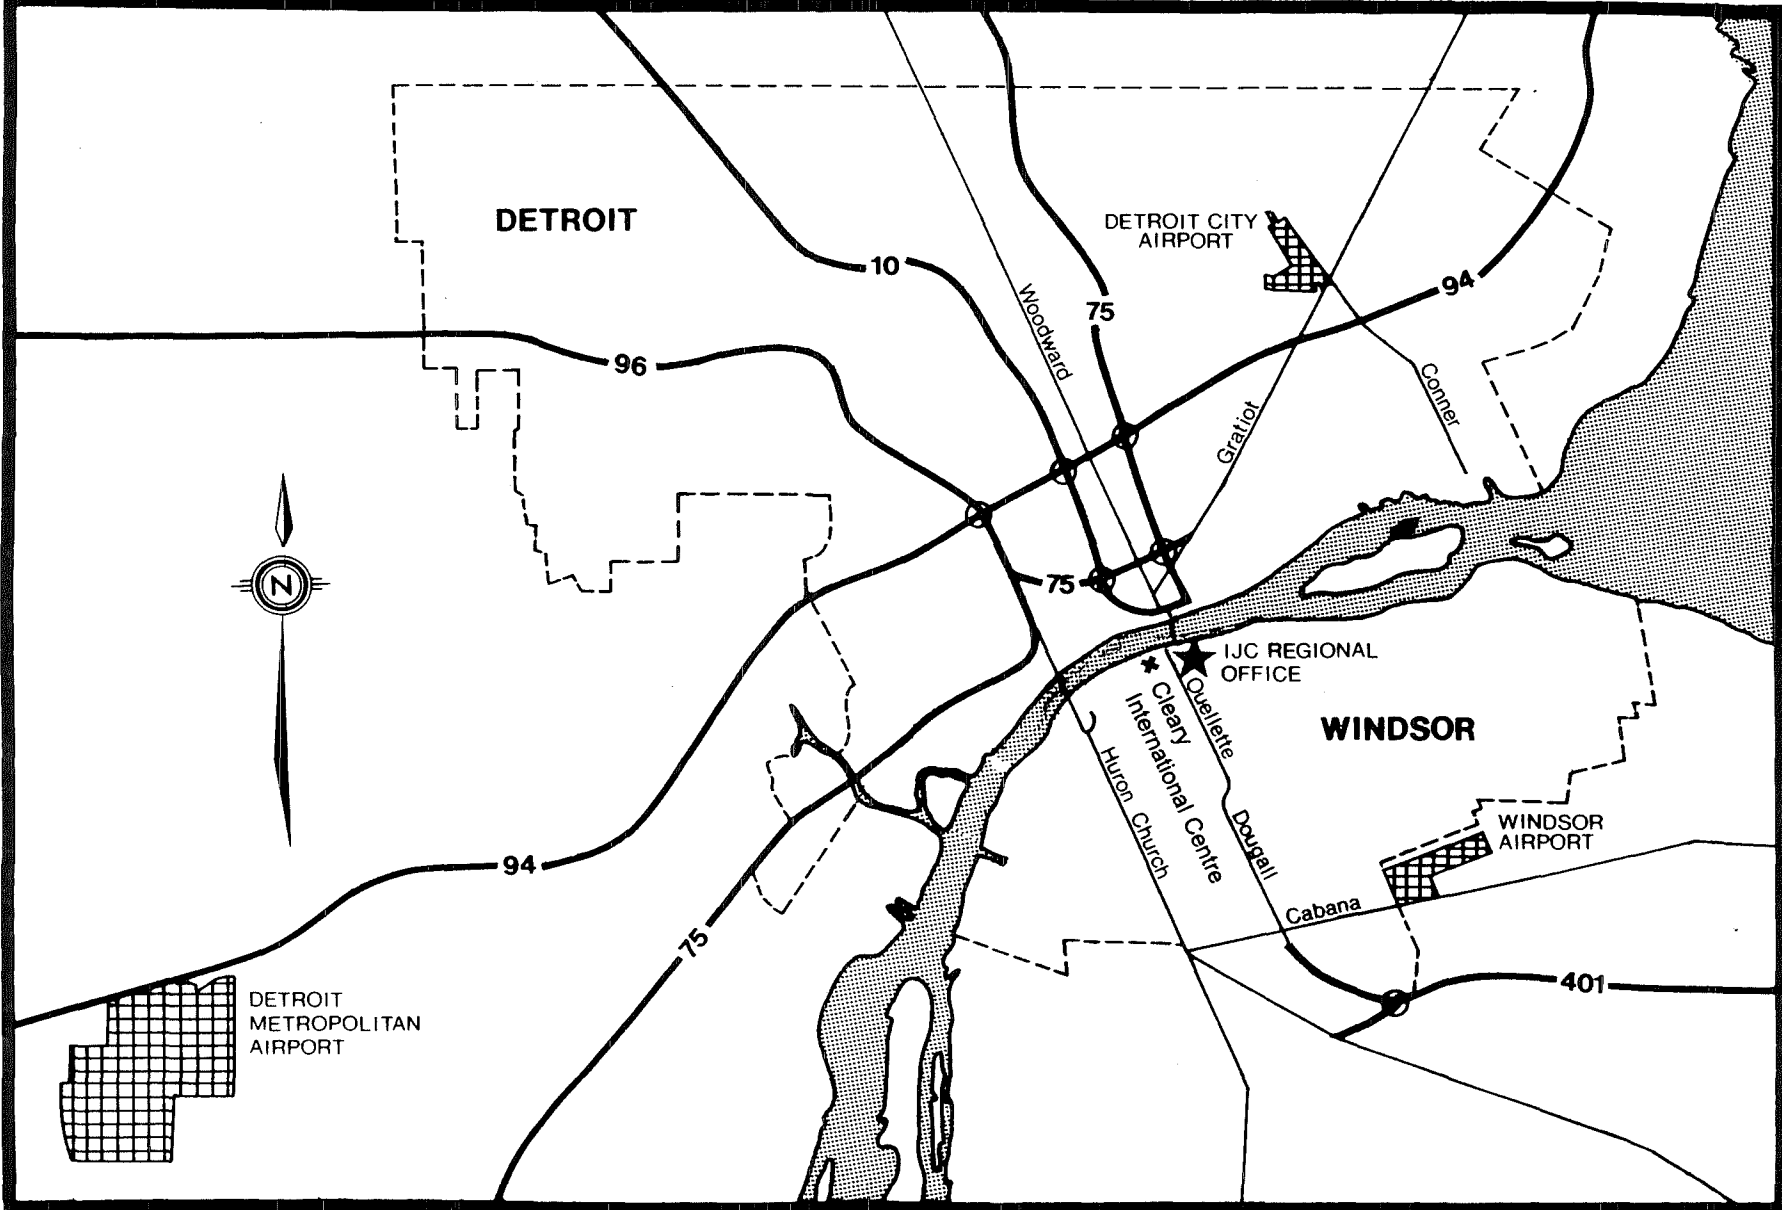 DETROIT
DETROIT CITY
AIRPORT
10
94
75
Woodward
96
Conner
Gratiot
75
IJC REGIONAL
OFFICE
Ouellette
Cleary
International Centre
WINDSOR
Huron Church
Dougall
WINDSOR
AIRPORT
N
94
Cabana
75
401
DETROIT
METROPOLITAN
AIRPORT